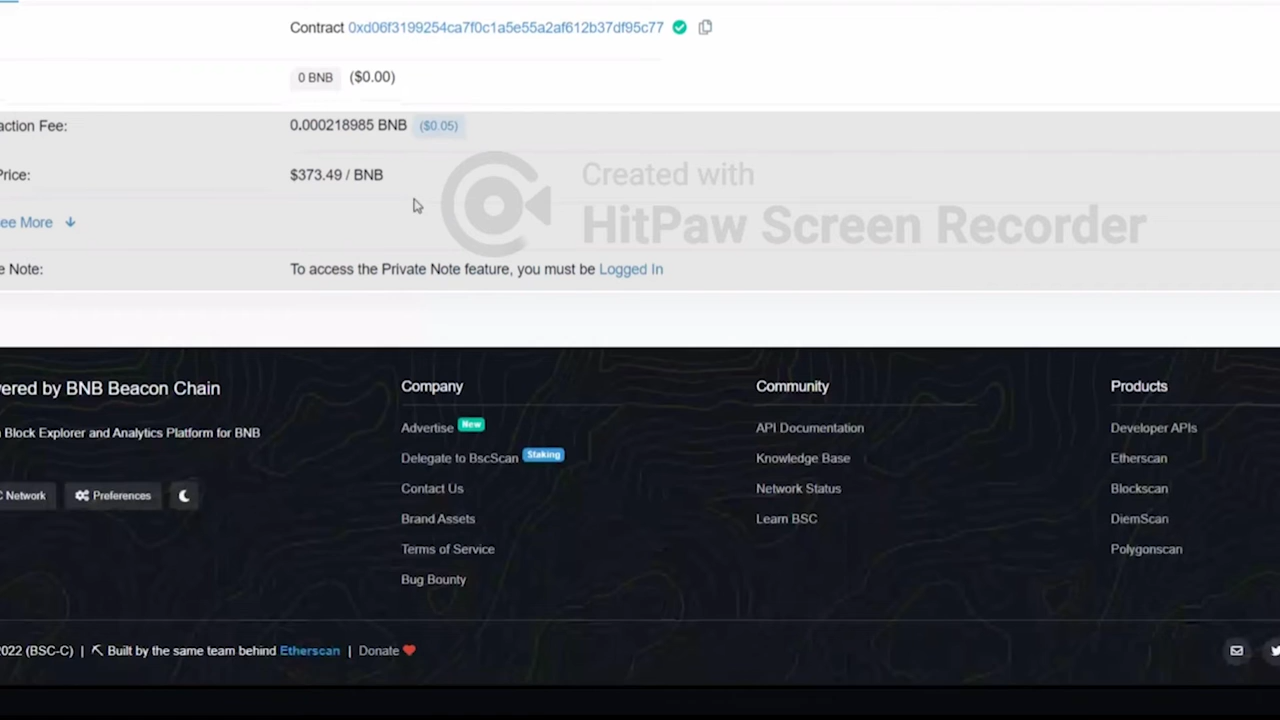 Contract 0xd06f3199254ca7f0c1a5e55a2af612b37df95c77
0 BNB ($0.00)
action Fee: 0.000218985 BNB ($0.05)
Price: $373.49 / BNB
Created with
HitPaw Screen Recorder
ee More
e Note: To access the Private Note feature, you must be Logged In
vered by BNB Beacon Chain
Company
Community
Products
Block Explorer and Analytics Platform for BNB
Advertise New
API Documentation
Developer APIs
Delegate to BscScan Staking
Knowledge Base
Etherscan
C Network
Preferences
Contact Us
Network Status
Blockscan
Brand Assets
Learn BSC
DiemScan
Terms of Service
Polygonscan
Bug Bounty
2022 (BSC-C) | Built by the same team behind Etherscan | Donate